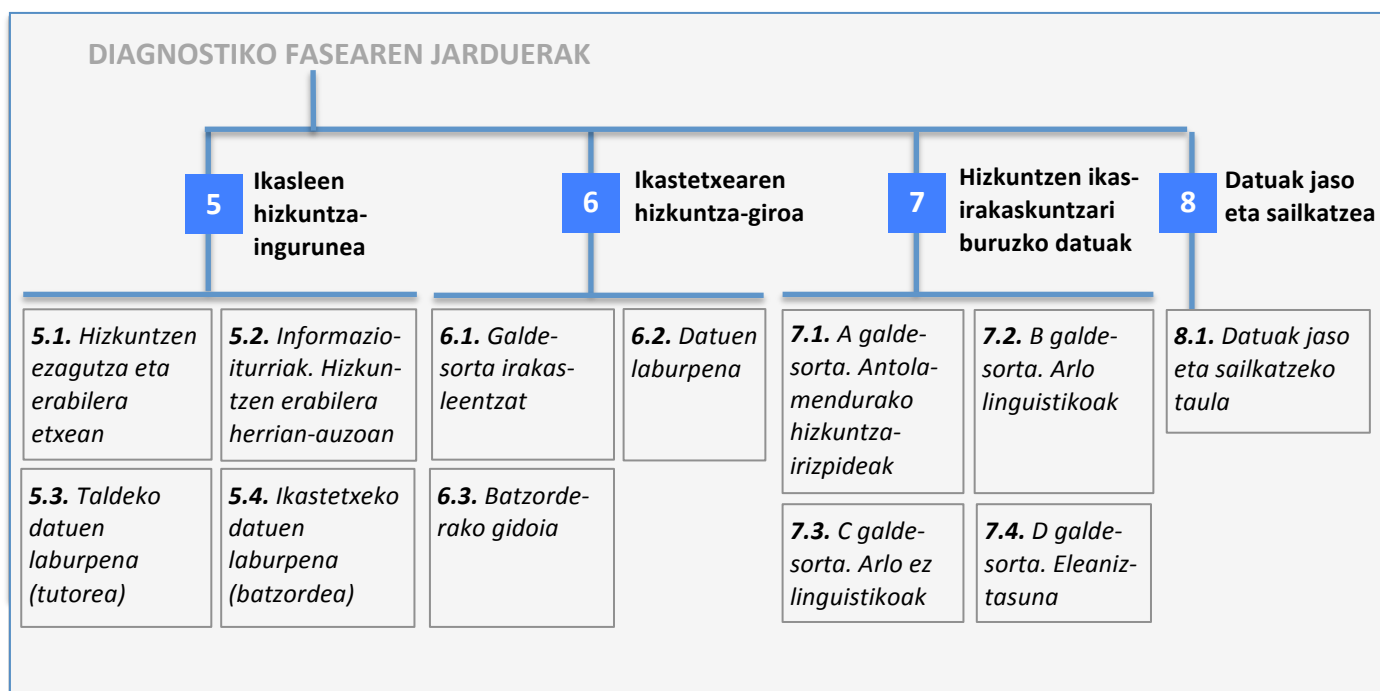 DIAGNOSTIKO FASEAREN JARDUERAK
5
Ikasleen
hizkuntza-
ingurunea
6
Ikastetxearen
hizkuntza-giroa
7
Hizkuntzen ikas-
irakaskuntzari
buruzko datuak
8
Datuak jaso
eta sailkatzea
5.1. Hizkuntzen
ezagutza eta
erabilera
etxean
5.2. Informazio-
iturriak. Hizkun-
tzen erabilera
herrian-auzoan
5.3. Taldeko
datuen
laburpena
(tutorea)
5.4. Ikastetxeko
datuen
laburpena
(batzordea)
6.1. Galde-
sorta irakas-
leentzat
6.2. Datuen
laburpena
6.3. Batzorde-
rako gidoia
7.1. A galde-
sorta. Antola-
mendurako
hizkuntza-
irizpideak
7.2. B galde-
sorta. Arlo
linguistikoak
7.3. C galde-
sorta. Arlo ez
linguistikoak
7.4. D galde-
sorta. Eleaniz-
tasuna
8.1. Datuak jaso
eta sailkatzeko
taula